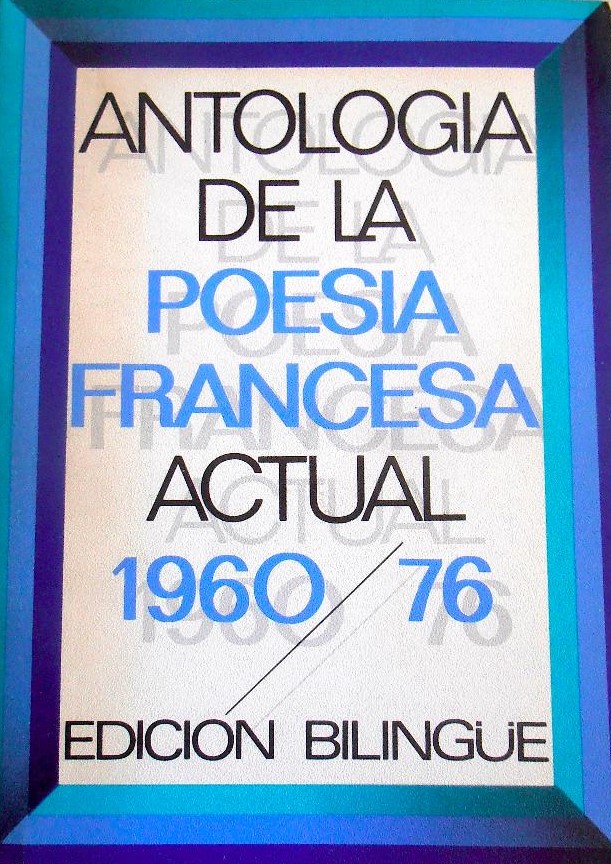 ANTOLOGIA
DE LA
POESIA
FRANCESA
ACTUAL
1960/76
EDICION BILINGÜE